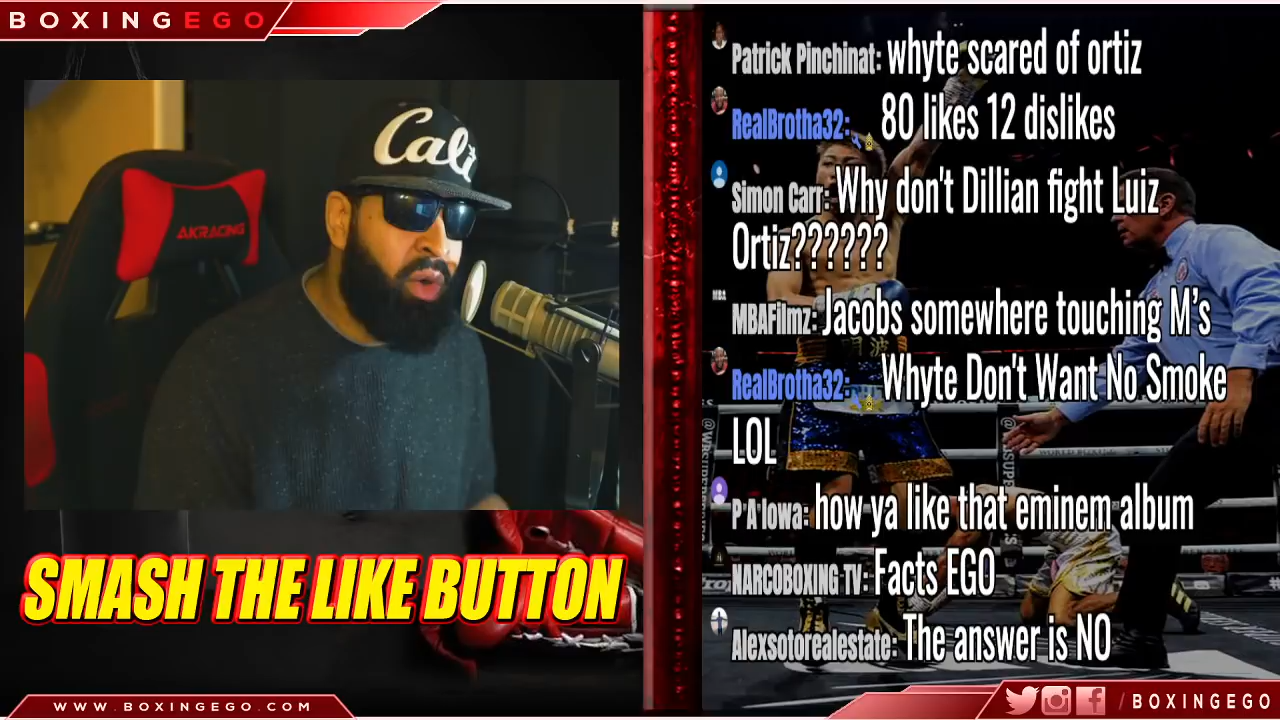 BOXINGEGO
Cali
AKRACING
SMASH THE LIKE BUTTON
WWW.BOXINGEGO.COM
Patrick Pinchinat: whyte scared of ortiz
RealBrotha32: 80 likes 12 dislikes
Simon Carr: Why don't Dillian fight Luiz
Ortiz??????
MBAFilmz: Jacobs somewhere touching M's
RealBrotha32: Whyte Don't Want No Smoke
LOL
P A Iowa: how ya like that eminem album
NARCOBOXING TV: Facts EGO
Alexsotorealestate: The answer is NO
/ BOXINGEGO